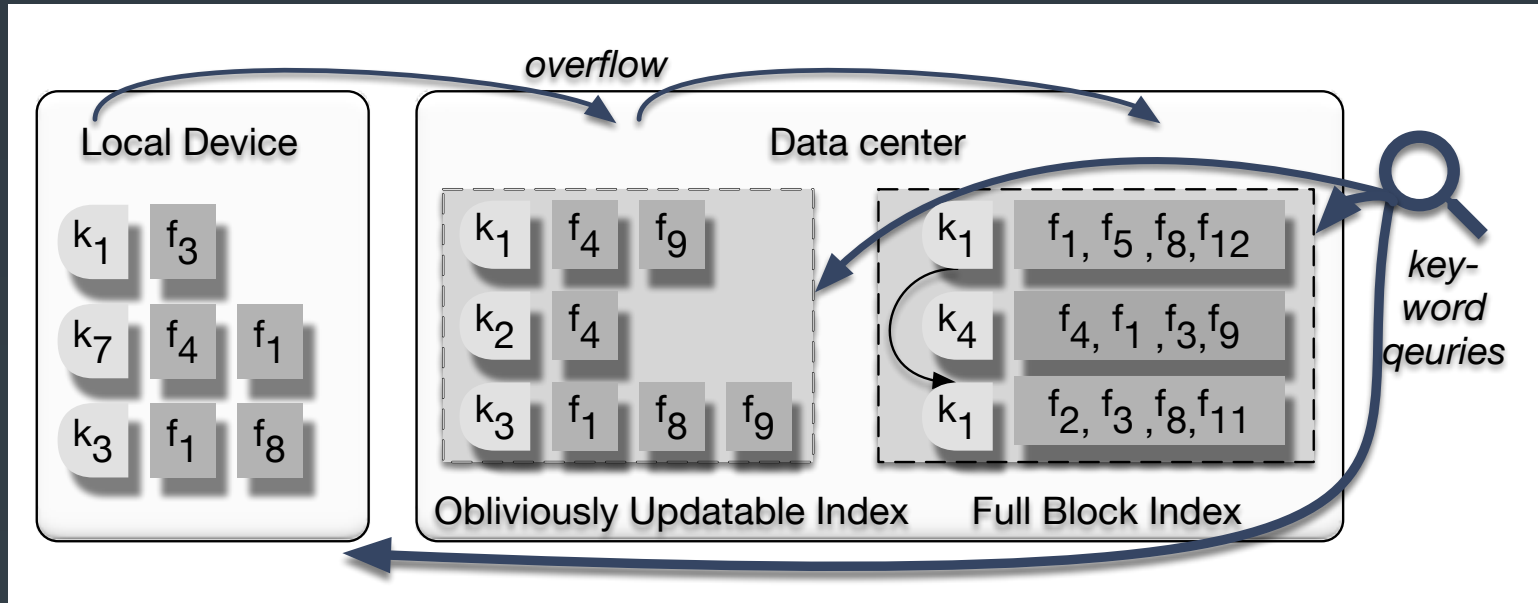 overflow
Local Device
Data center
k1 f3
k7 f4 f1
k3 f1 f8
k1 f4 f9
k2 f4
k3 f1 f8 f9
Obliviously Updatable Index
k1 f1, f5 ,f8,f12
k4 f4, f1 ,f3,f9
k1 f2, f3 ,f8,f11
Full Block Index
key-
word
qeuries